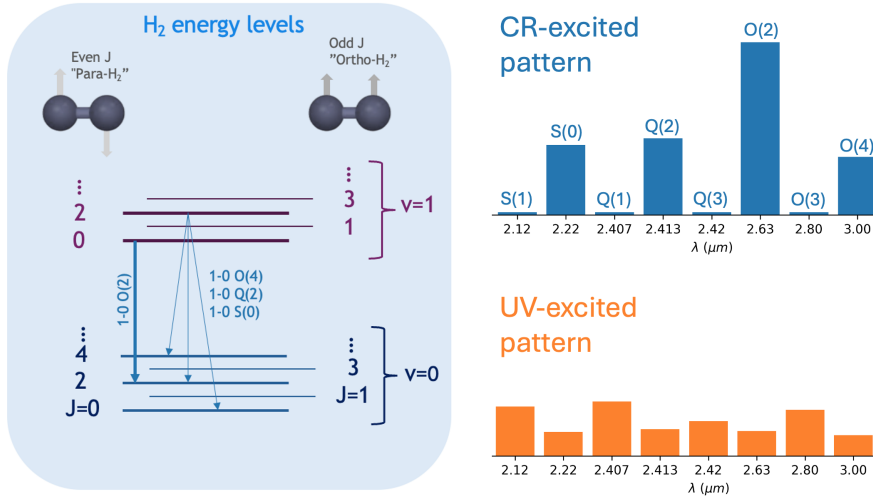 H₂ energy levels
Even J
"Para-H₂”
Odd J
”Ortho-H₂”
⋮
2
0
⋮
3
1
v=1
1-0 O(2)
1-0 O(4)
1-0 Q(2)
1-0 S(0)
⋮
4
2
J=0
⋮
3
J=1
v=0
CR-excited
pattern
S(1)
S(0)
Q(1)
Q(2)
Q(3)
O(2)
O(3)
O(4)
2.12 2.22 2.407 2.413 2.42 2.63 2.80 3.00
λ (μm)
UV-excited
pattern
2.12 2.22 2.407 2.413 2.42 2.63 2.80 3.00
λ (μm)